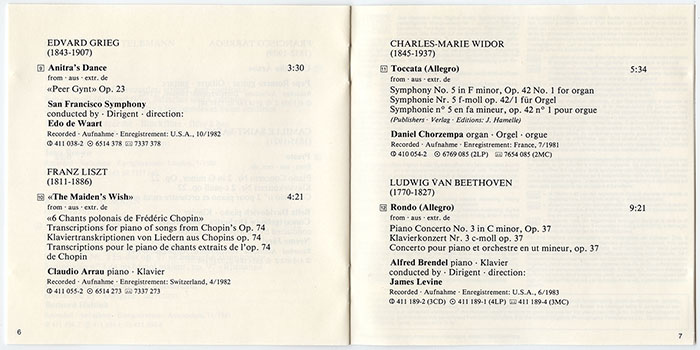 EDVARD GRIEG
(1843-1907)
9 Anitra's Dance 3:30
from · aus · extr. de
«Peer Gynt» Op. 23
San Francisco Symphony
conducted by · Dirigent · direction:
Edo de Waart
Recorded · Aufnahme · Enregistrement: U.S.A., 10/1982
411 038-2 6514 378 7337 378
FRANZ LISZT
(1811-1886)
10 «The Maiden's Wish» 4:21
from · aus · extr. de
«6 Chants polonais de Frédéric Chopin»
Transcriptions for piano of songs from Chopin's Op. 74
Klaviertranskriptionen von Liedern aus Chopins op. 74
Transcriptions pour le piano de chants extraits de l'op. 74
de Chopin
Claudio Arrau piano · Klavier
Recorded · Aufnahme · Enregistrement: Switzerland, 4/1982
411 055-2 6514 273 7337 273
6
CHARLES-MARIE WIDOR
(1845-1937)
11 Toccata (Allegro) 5:34
from · aus · extr. de
Symphony No. 5 in F minor, Op. 42 No. 1 for organ
Symphonie Nr. 5 f-moll op. 42/1 für Orgel
Symphonie n° 5 en fa mineur, op. 42 n° 1 pour orgue
(Publishers · Verlag · Editions: J. Hamelle)
Daniel Chorzempa organ · Orgel · orgue
Recorded · Aufnahme · Enregistrement: France, 7/1981
410 054-2 6769 085 (2LP) 7654 085 (2MC)
LUDWIG VAN BEETHOVEN
(1770-1827)
12 Rondo (Allegro) 9:21
from · aus · extr. de
Piano Concerto No. 3 in C minor, Op. 37
Klavierkonzert Nr. 3 c-moll op. 37
Concerto pour piano et orchestre en ut mineur, op. 37
Alfred Brendel piano · Klavier
conducted by · Dirigent · direction:
James Levine
Recorded · Aufnahme · Enregistrement: U.S.A., 6/1983
411 189-2 (3CD) 411 189-1 (4LP) 411 189-4 (3MC)
7